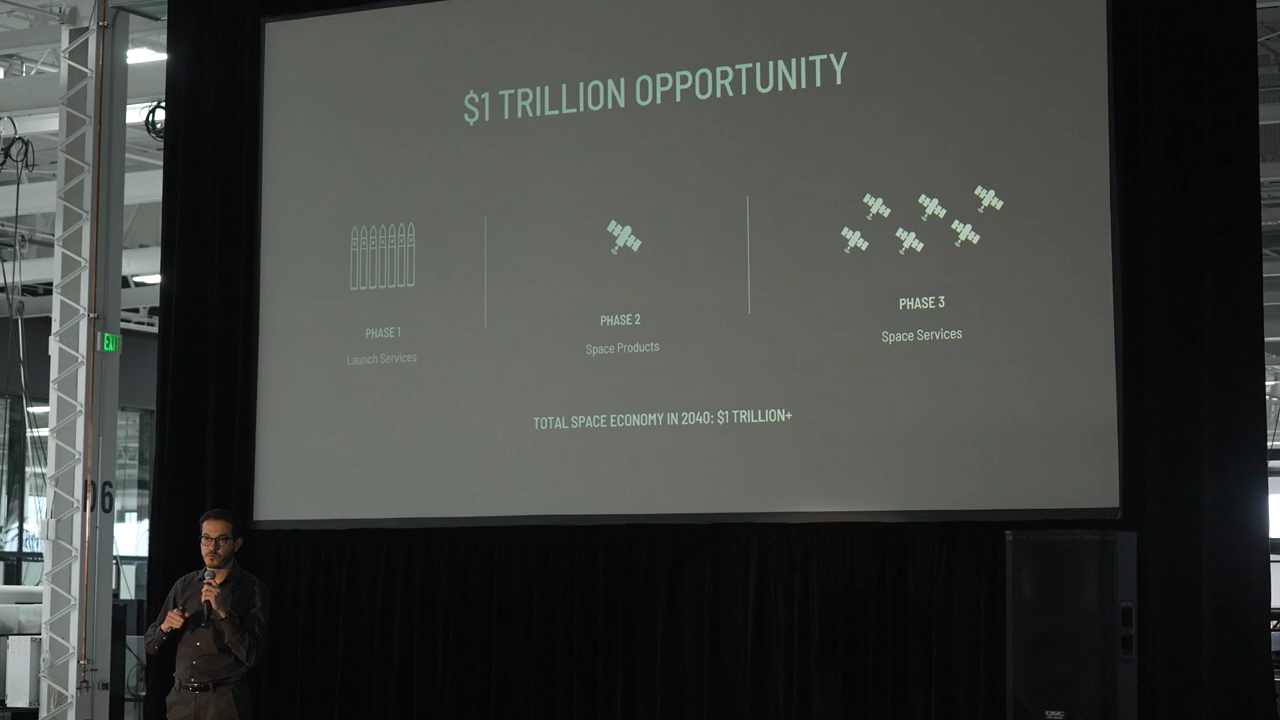 $1 TRILLION OPPORTUNITY
PHASE 1
Launch Services
PHASE 2
Space Products
PHASE 3
Space Services
TOTAL SPACE ECONOMY IN 2040: $1 TRILLION+
EXIT
D6